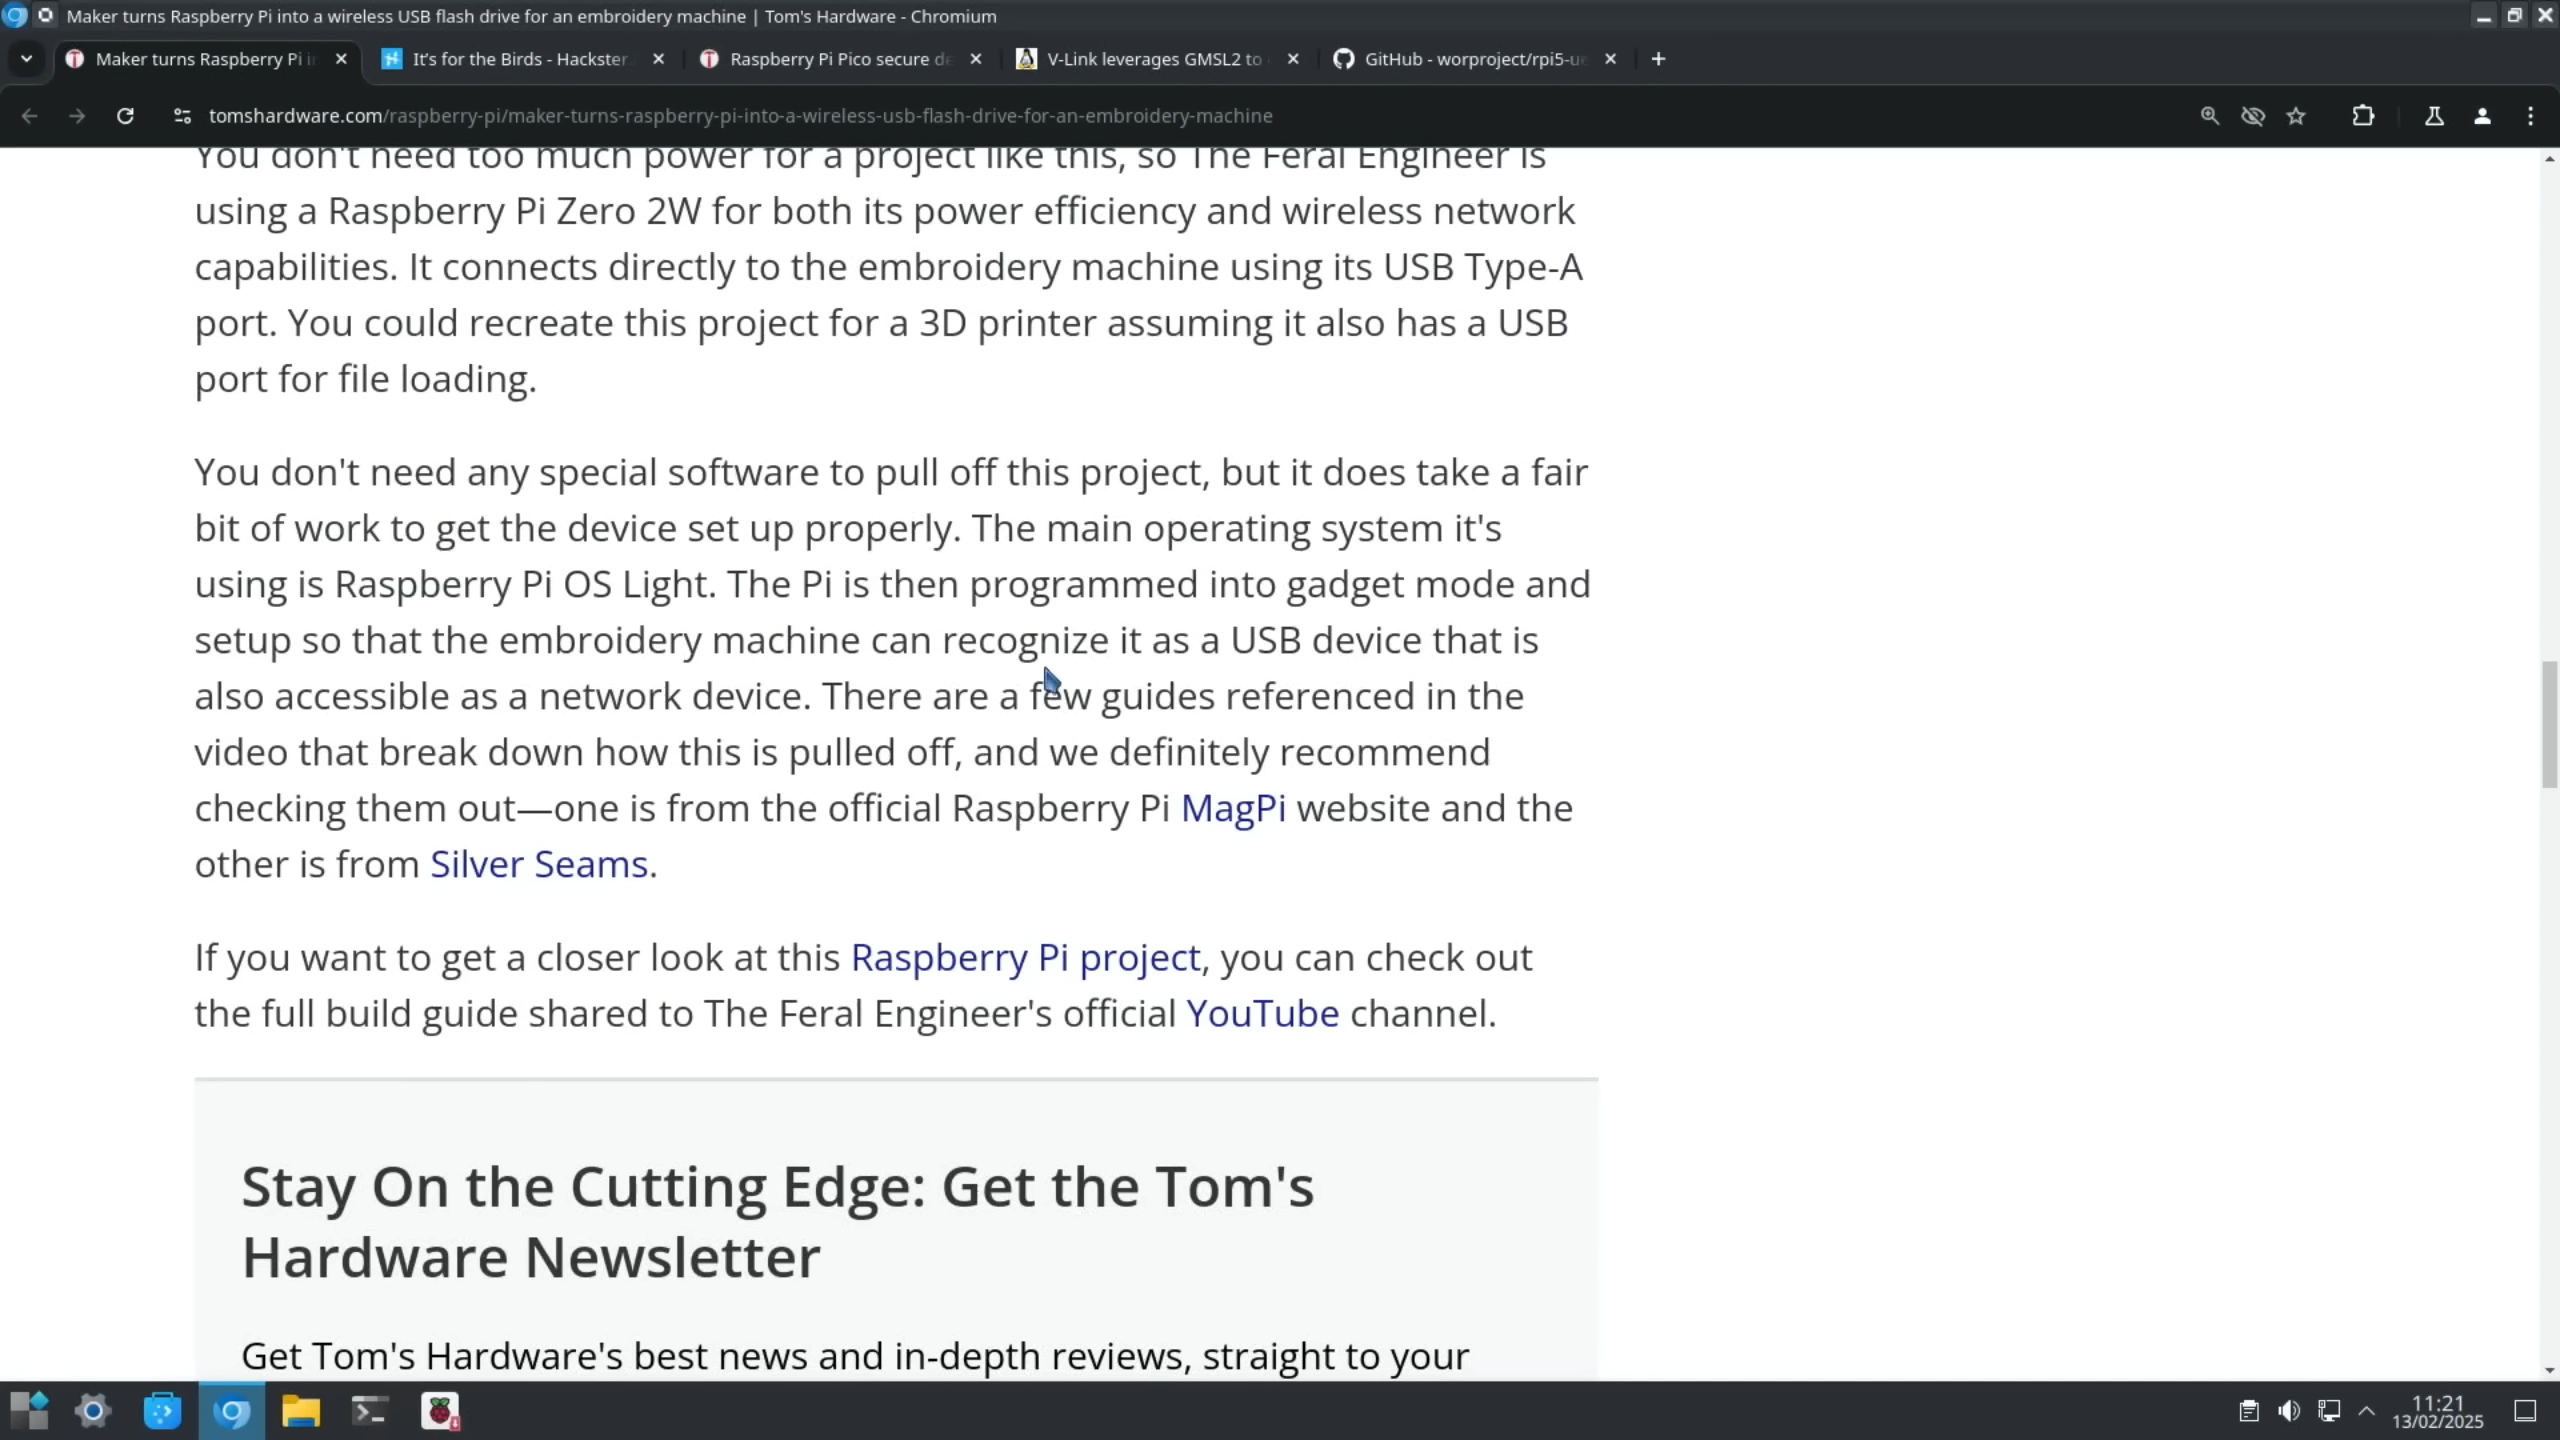 Maker turns Raspberry Pi into a wireless USB flash drive for an embroidery machine | Tom's Hardware - Chromium
Maker turns Raspberry Pi i
It's for the Birds - Hackster.
Raspberry Pi Pico secure de
V-Link leverages GMSL2 to
GitHub - worproject/rpi5-ue
tomshardware.com/raspberry-pi/maker-turns-raspberry-pi-into-a-wireless-usb-flash-drive-for-an-embroidery-machine
You don't need too much power for a project like this, so The Feral Engineer is
using a Raspberry Pi Zero 2W for both its power efficiency and wireless network
capabilities. It connects directly to the embroidery machine using its USB Type-A
port. You could recreate this project for a 3D printer assuming it also has a USB
port for file loading.
You don't need any special software to pull off this project, but it does take a fair
bit of work to get the device set up properly. The main operating system it's
using is Raspberry Pi OS Light. The Pi is then programmed into gadget mode and
setup so that the embroidery machine can recognize it as a USB device that is
also accessible as a network device. There are a few guides referenced in the
video that break down how this is pulled off, and we definitely recommend
checking them out—one is from the official Raspberry Pi MagPi website and the
other is from Silver Seams.
If you want to get a closer look at this Raspberry Pi project, you can check out
the full build guide shared to The Feral Engineer's official YouTube channel.
Stay On the Cutting Edge: Get the Tom's
Hardware Newsletter
Get Tom's Hardware's best news and in-depth reviews, straight to your
11:21
13/02/2025